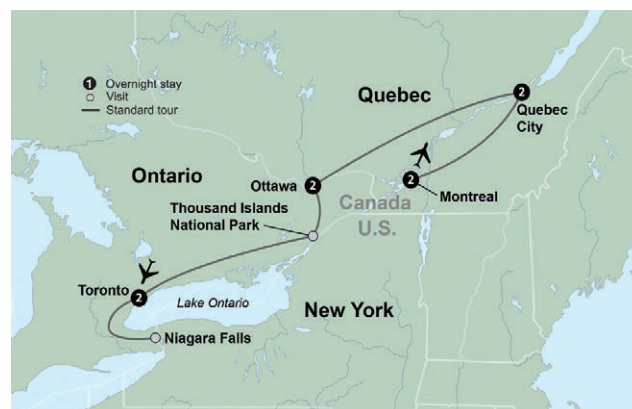 1 Overnight stay
Visit
Standard tour
Quebec
2
Quebec
City
Ontario
Ottawa 2
2
Montreal
Canada
U.S.
Thousand Islands
National Park
Toronto 2
Lake Ontario
New York
Niagara Falls